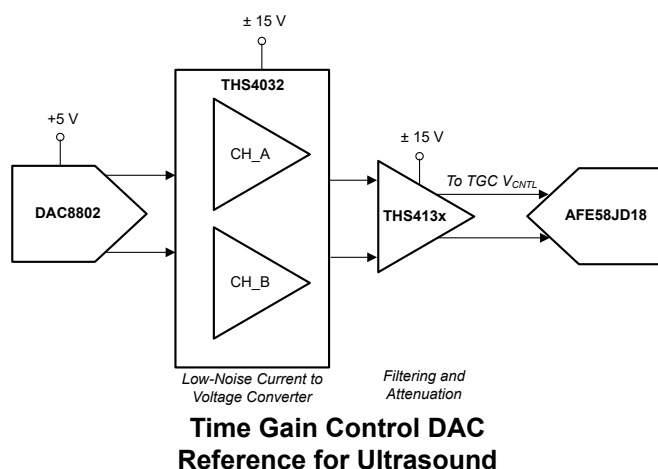 ± 15 V
THS4032
+5 V
CH_A
± 15 V
To TGC V_CNTL
DAC8802
THS413x
AFE58JD18
CH_B
Low-Noise Current to
Voltage Converter
Filtering and
Attenuation
Time Gain Control DAC
Reference for Ultrasound